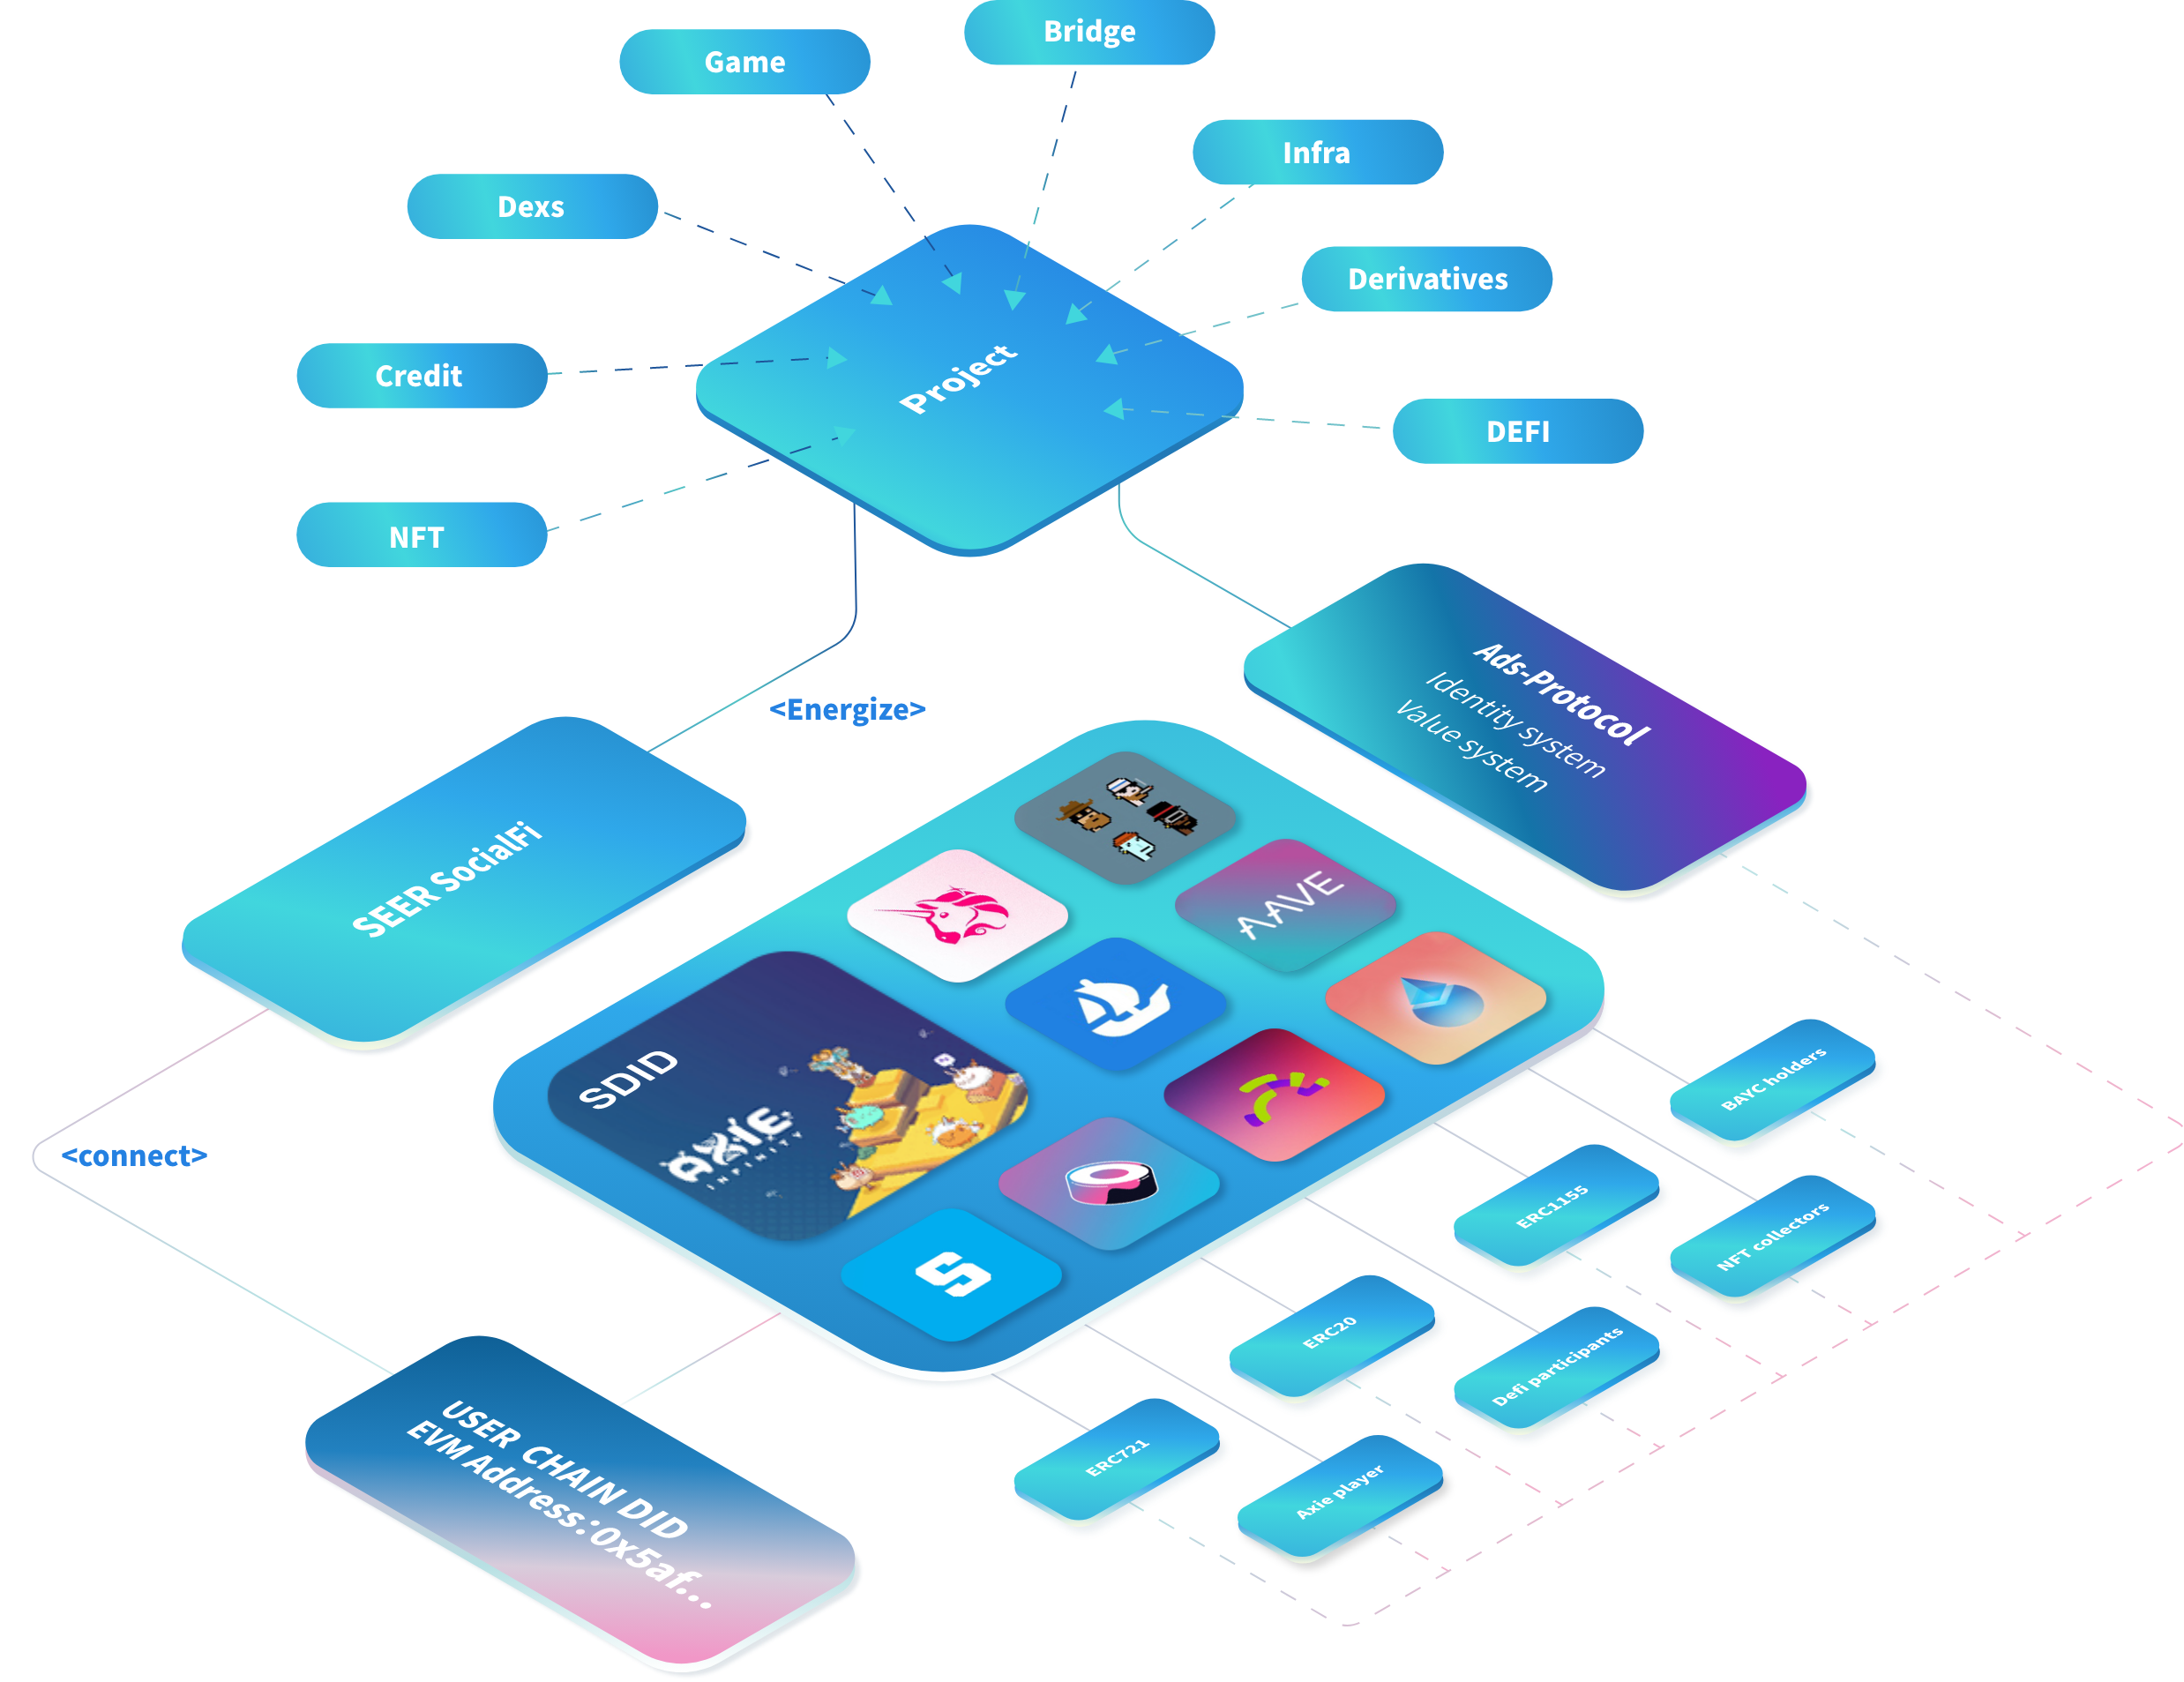 Bridge
Game
Infra
Dexs
Derivatives
Project
Credit
DEFI
NFT
Ads-Protocol
Identity system
Value system
<Energize>
SEER SocialFi
AAVE
SDID
AXIE
INFINITY
BAYC holders
<connect>
ERC1155
NFT collectors
ERC20
Defi participants
ERC721
Axie player
USER CHAIN DID
EVM Address:0x5af...